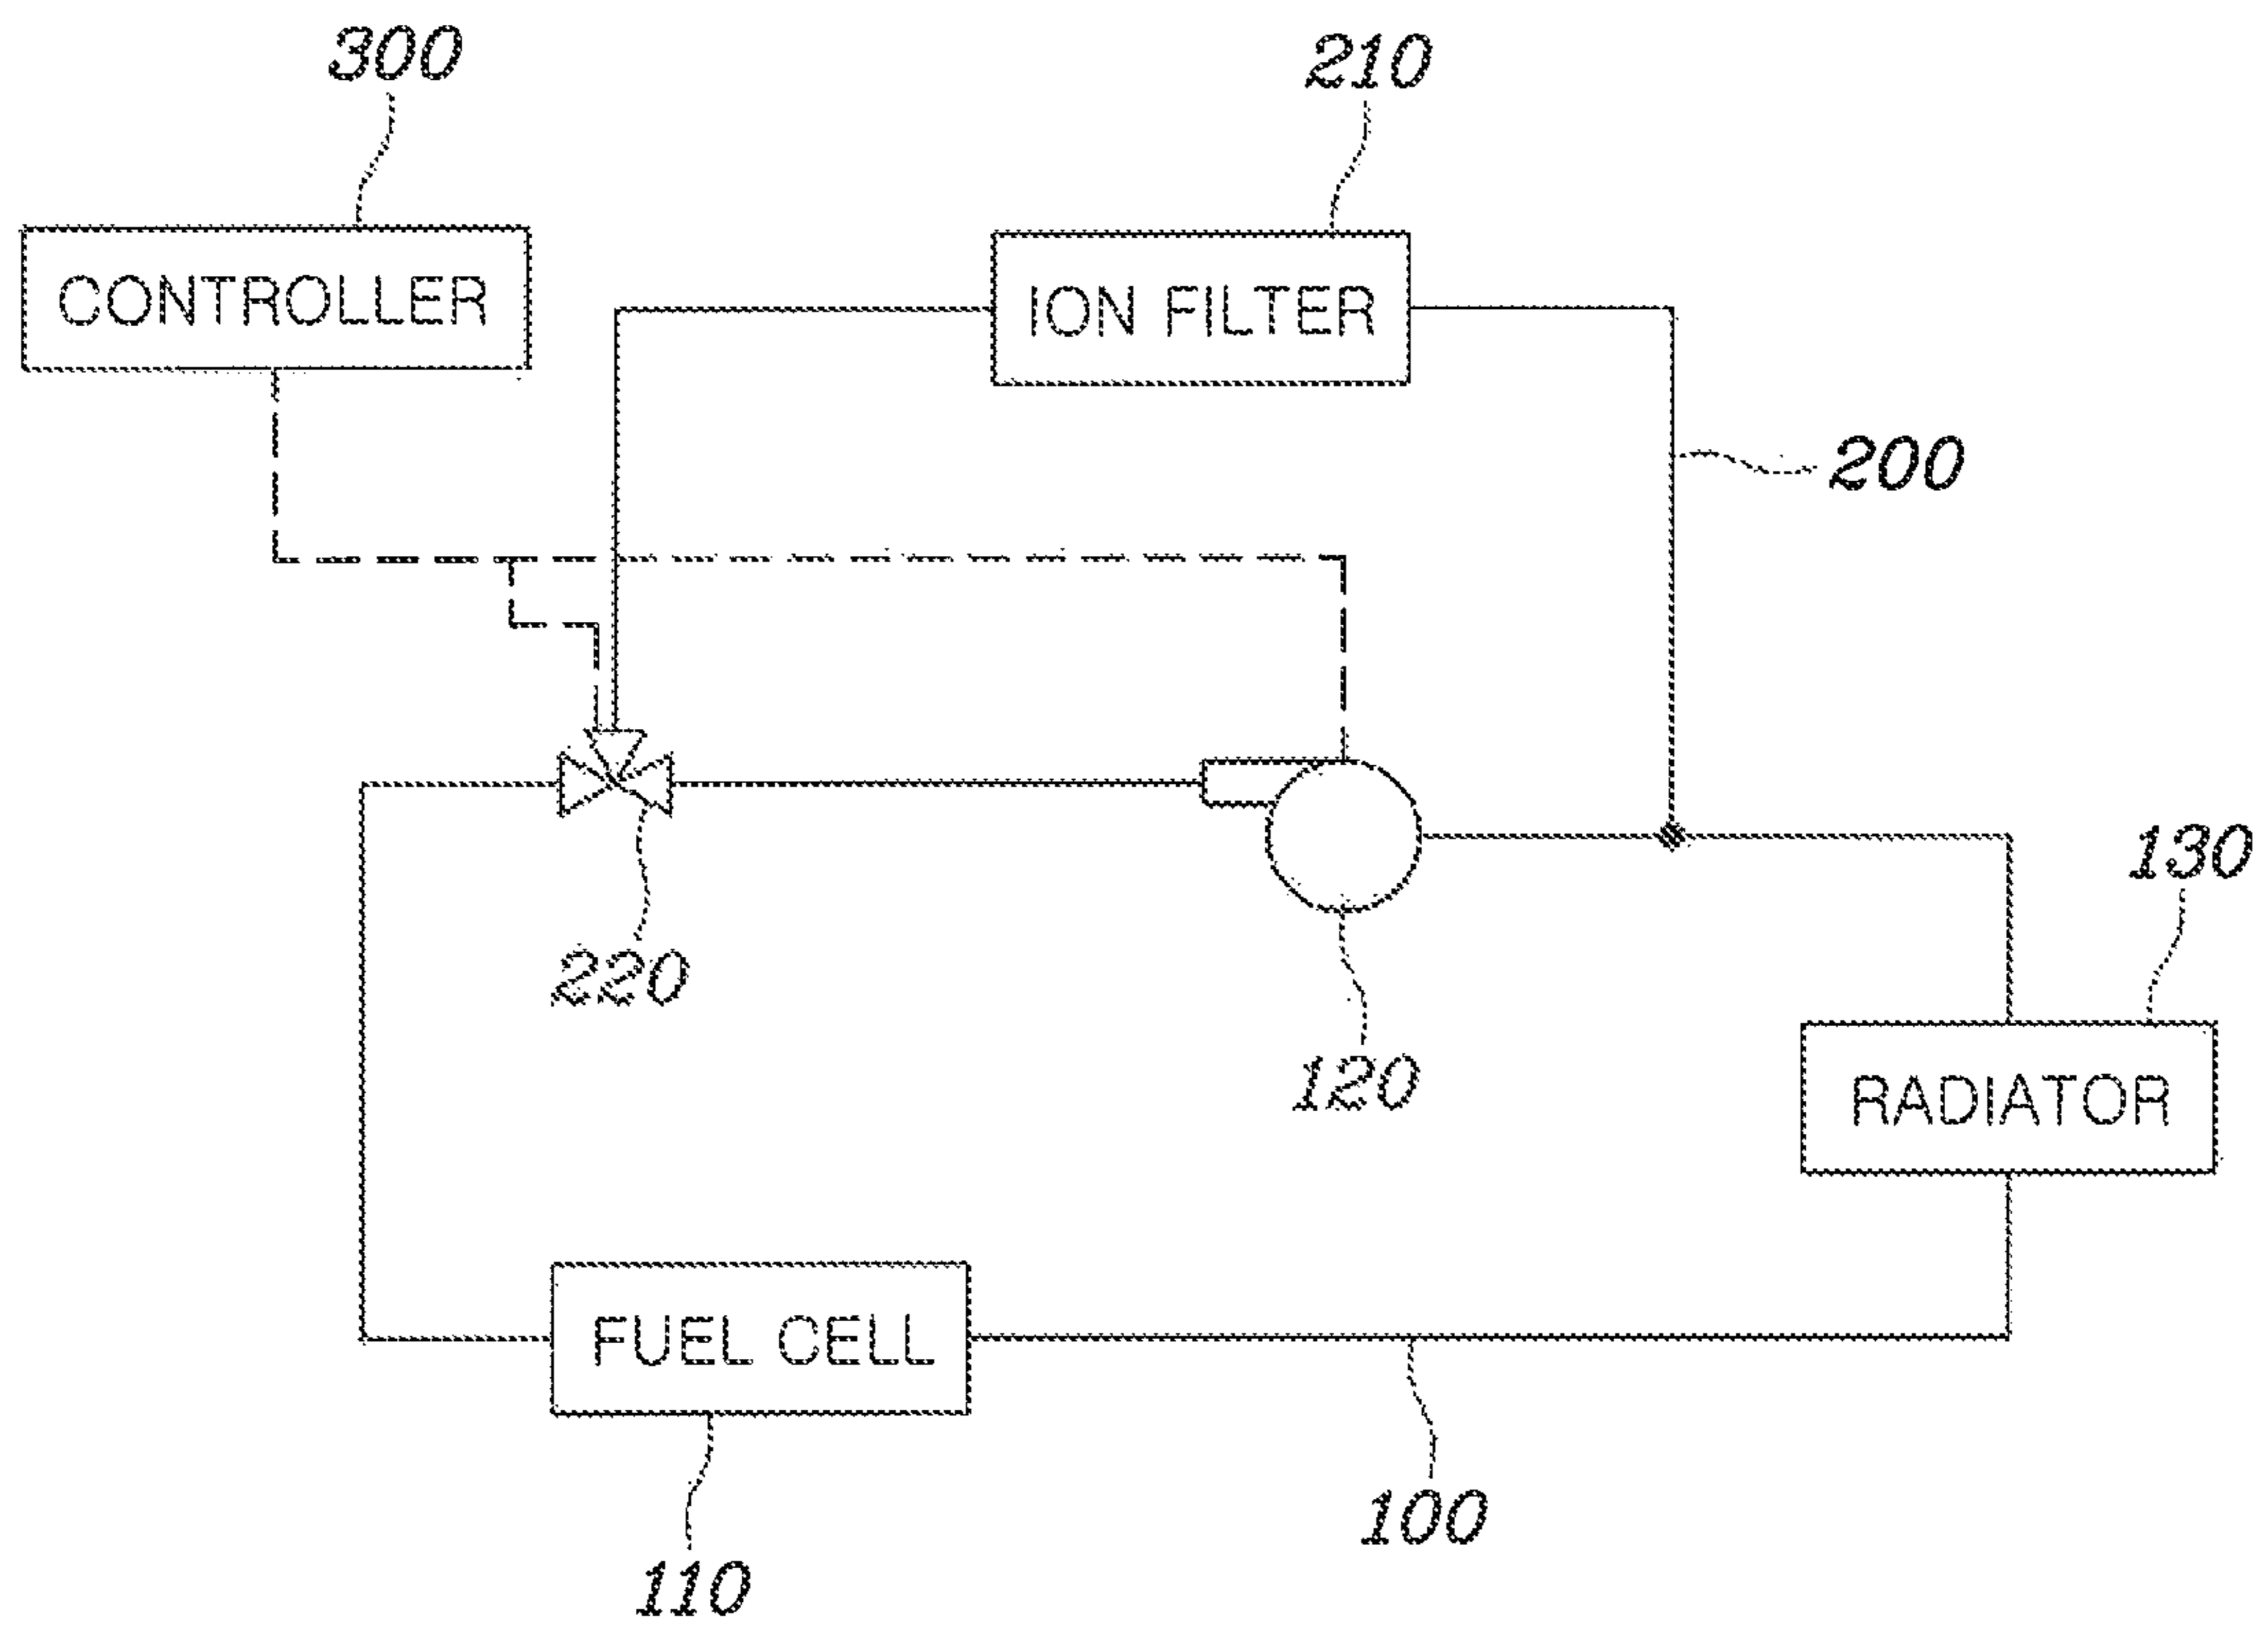 300
210
CONTROLLER
ION FILTER
200
130
220
120
RADIATOR
FUEL CELL
100
110